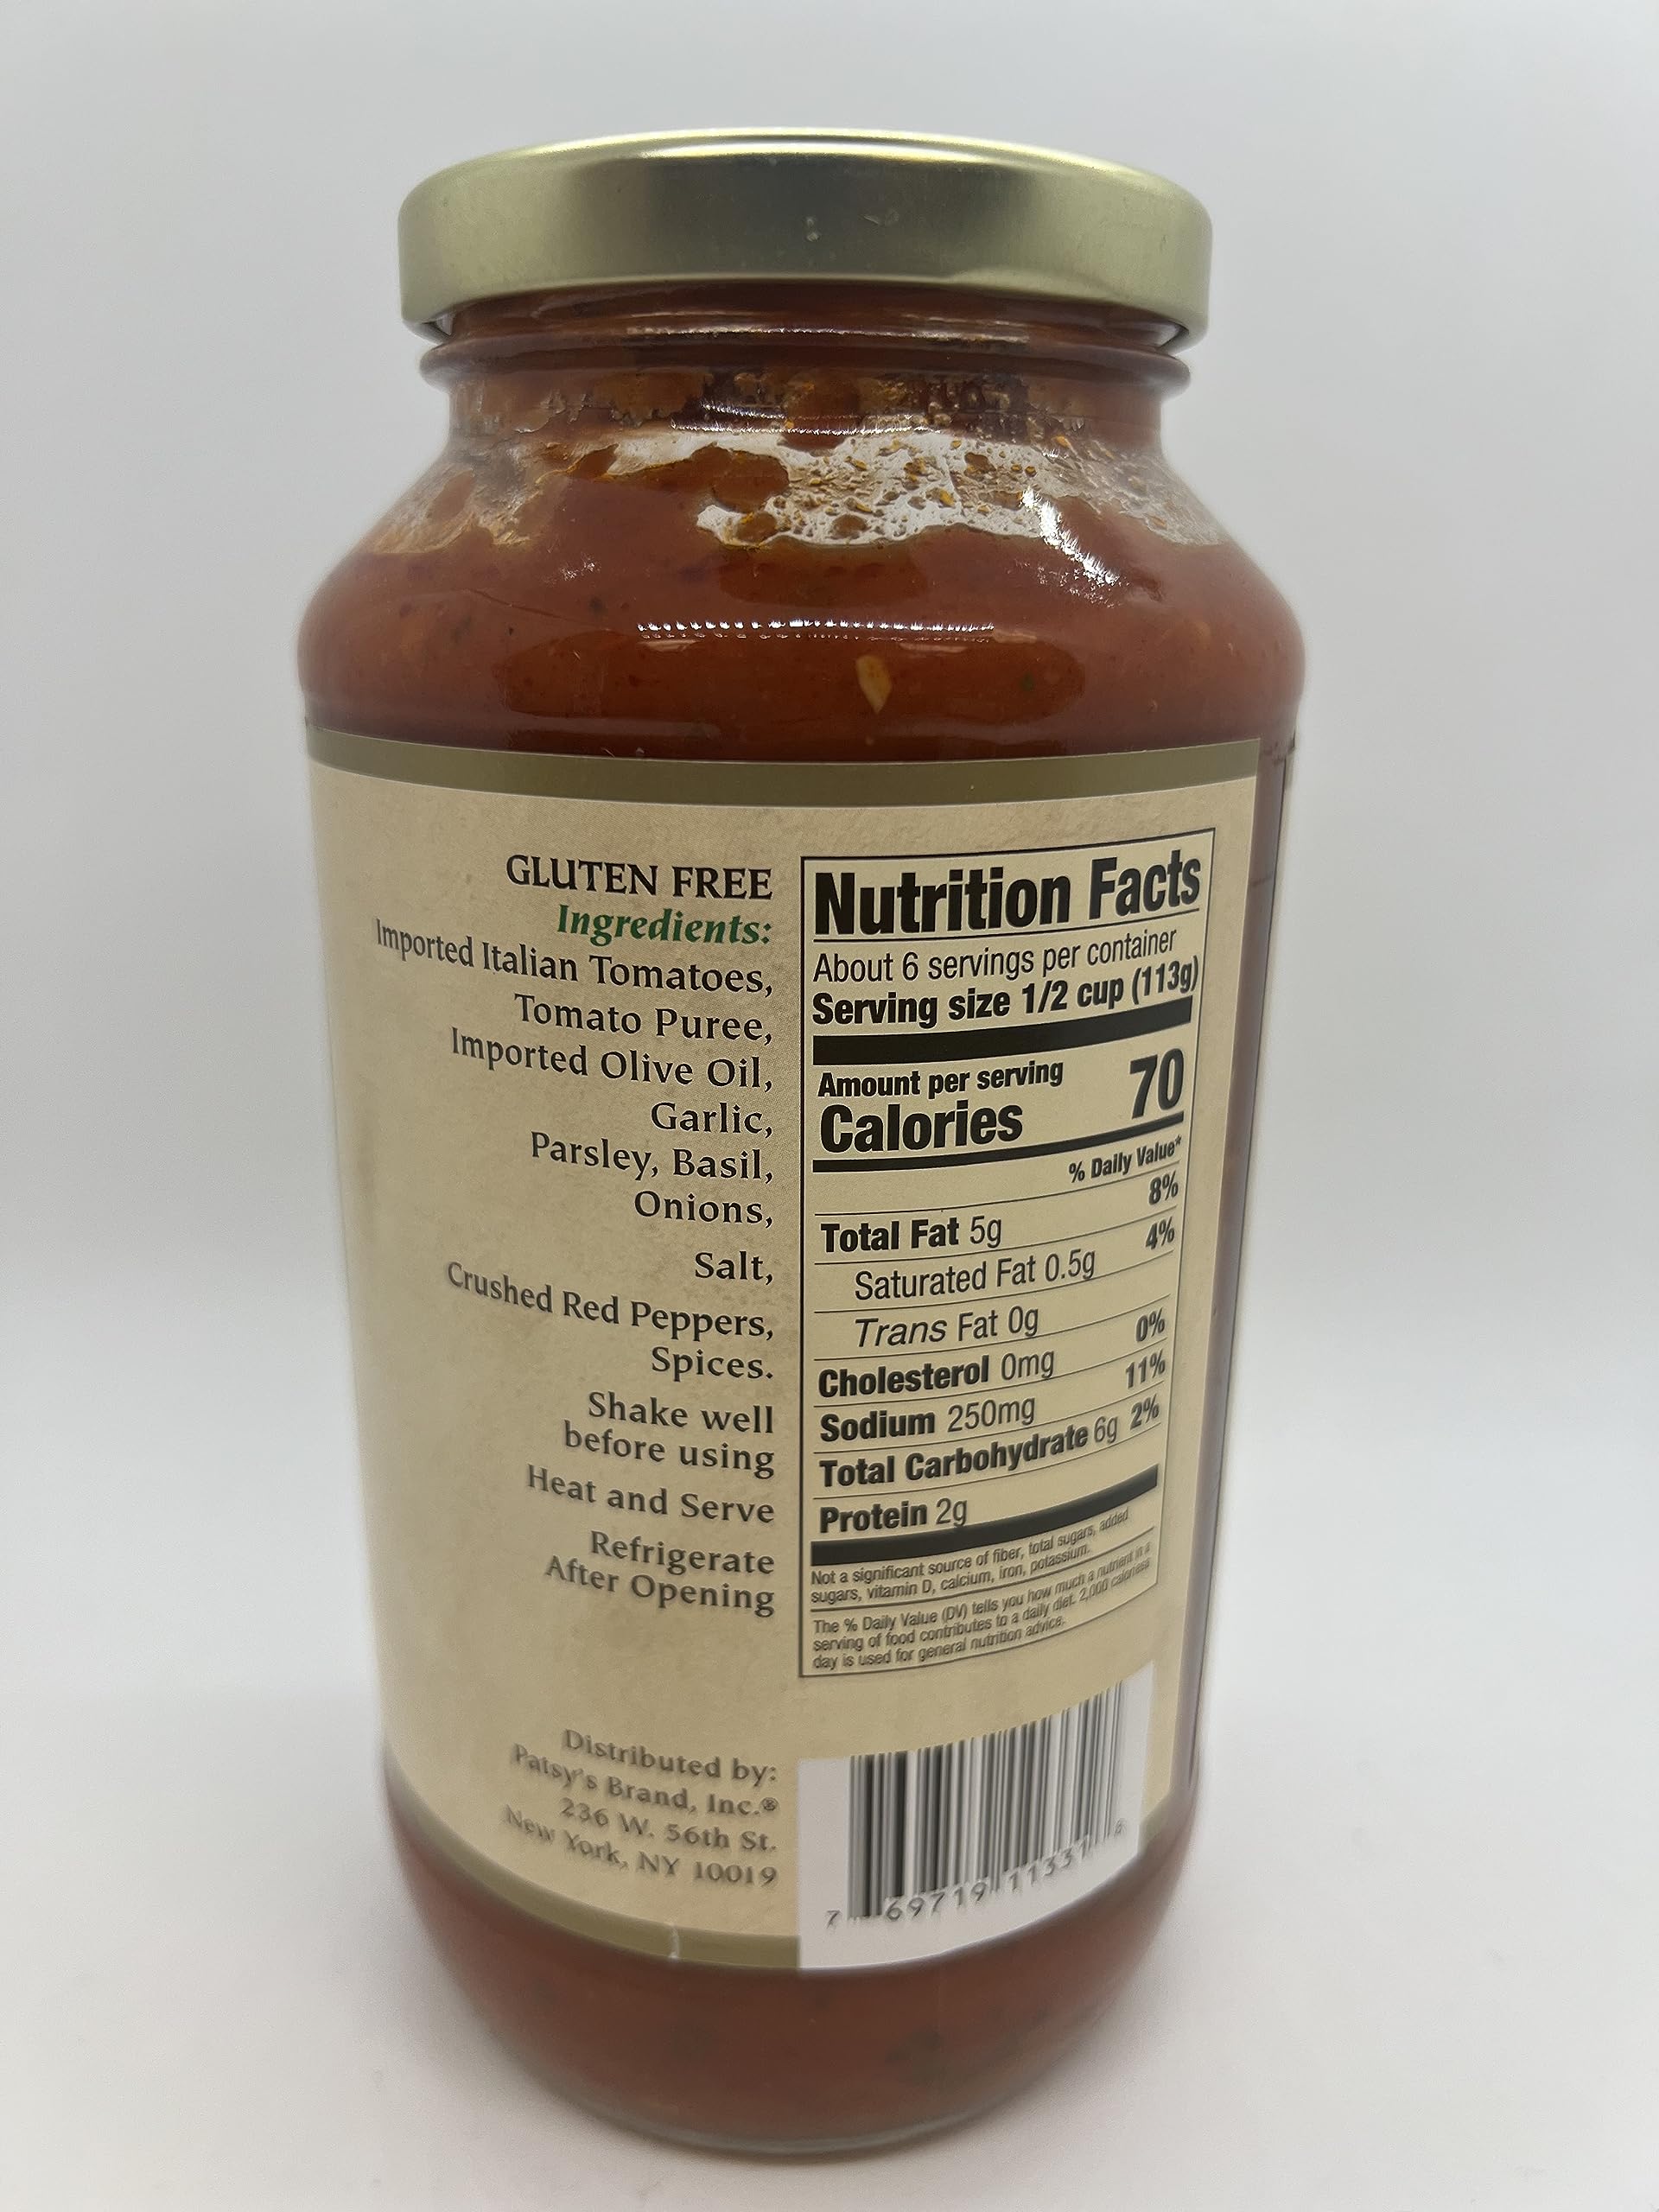 GLUTEN FREE
Ingredients:
Imported Italian Tomatoes,
Tomato Puree,
Imported Olive Oil,
Garlic,
Parsley, Basil,
Onions,
Salt,
Crushed Red Peppers,
Spices.
Shake well
before using
Heat and Serve
Refrigerate
After Opening
Distributed by:
Patsy's Brand, Inc.®
236 W. 56th St.
New York, NY 10019
Nutrition Facts
About 6 servings per container
Serving size 1/2 cup (113g)
Amount per serving
Calories 70
% Daily Value*
Total Fat 5g 8%
Saturated Fat 0.5g 4%
Trans Fat 0g
Cholesterol 0mg 0%
Sodium 250mg 11%
Total Carbohydrate 6g 2%
Protein 2g
Not a significant source of fiber, total sugars, added
sugars, vitamin D, calcium, iron, potassium.
The % Daily Value (DV) tells you how much a nutrient in a
serving of food contributes to a daily diet. 2,000 calories a
day is used for general nutrition advice.
7 69719 11331